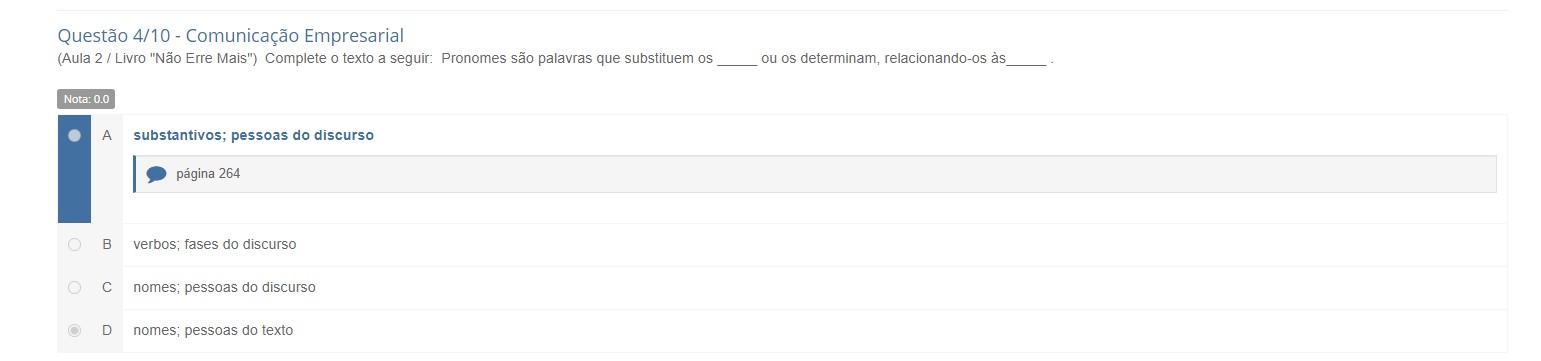 Questão 4/10 - Comunicação Empresarial
(Aula 2 / Livro "Não Erre Mais")  Complete o texto a seguir:  Pronomes são palavras que substituem os _____ ou os determinam, relacionando-os às_____ .
Nota: 0.0
A substantivos; pessoas do discurso
página 264
B verbos; fases do discurso
C nomes; pessoas do discurso
D nomes; pessoas do texto